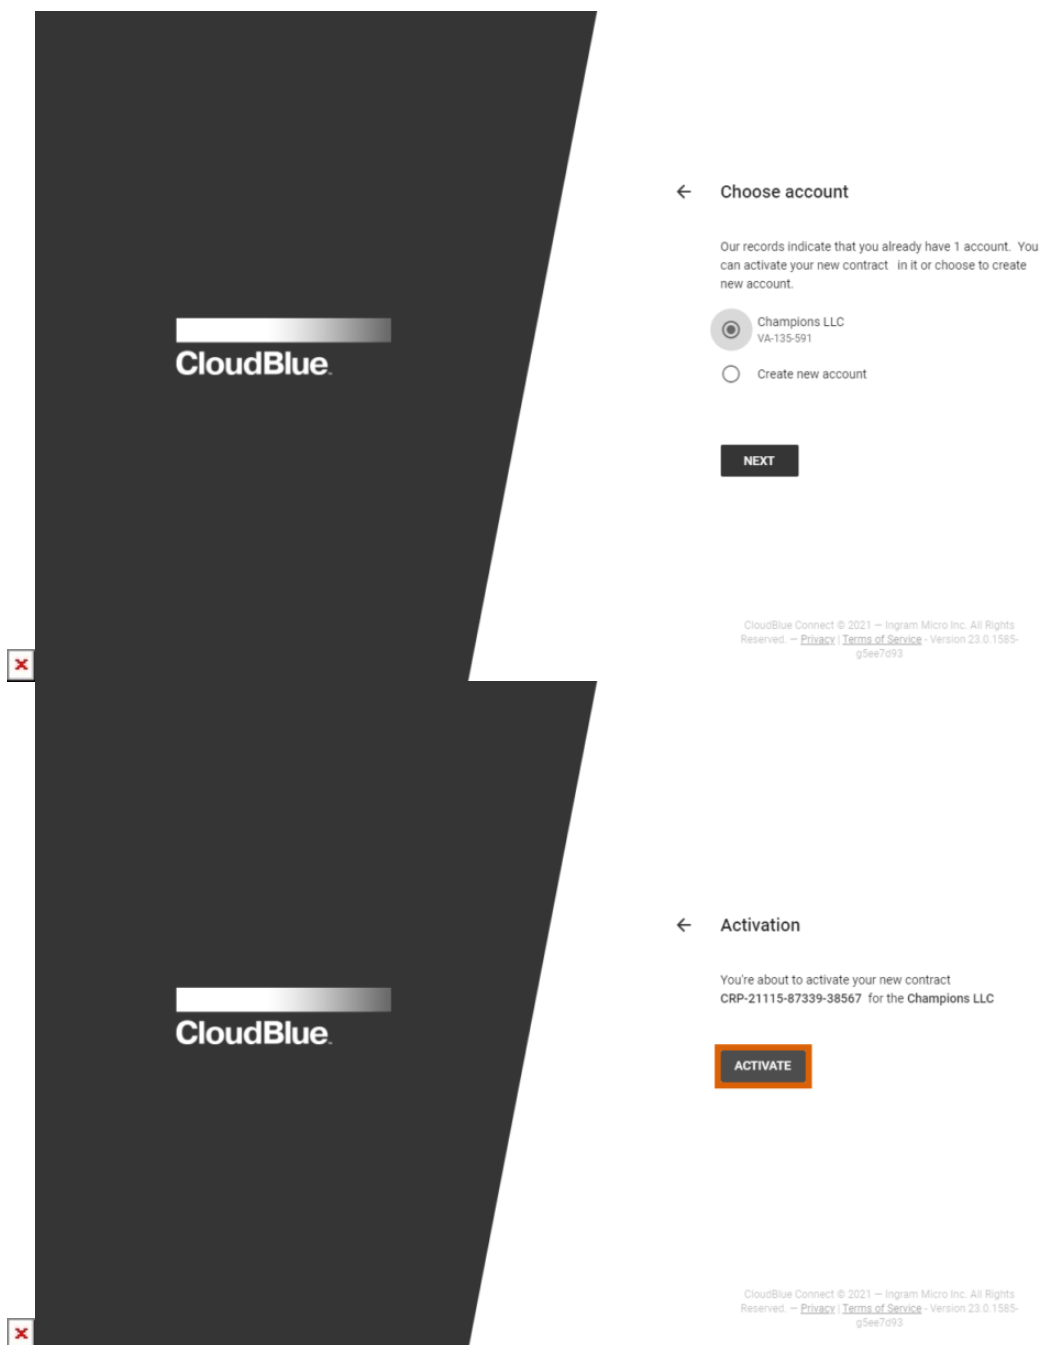 Choose account
Our records indicate that you already have 1 account. You
can activate your new contract in it or choose to create
new account.
CloudBlue.
Champions LLC
VA-135-591
Create new account
NEXT
CloudBlue Connect © 2021 — Ingram Micro Inc. All Rights
Reserved. — Privacy | Terms of Service - Version 23.0.1585-
g5ee7d93
Activation
You're about to activate your new contract
CRP-21115-87339-38567 for the Champions LLC
CloudBlue.
ACTIVATE
CloudBlue Connect © 2021 — Ingram Micro Inc. All Rights
Reserved. — Privacy | Terms of Service - Version 23.0.1585-
g5ee7d93